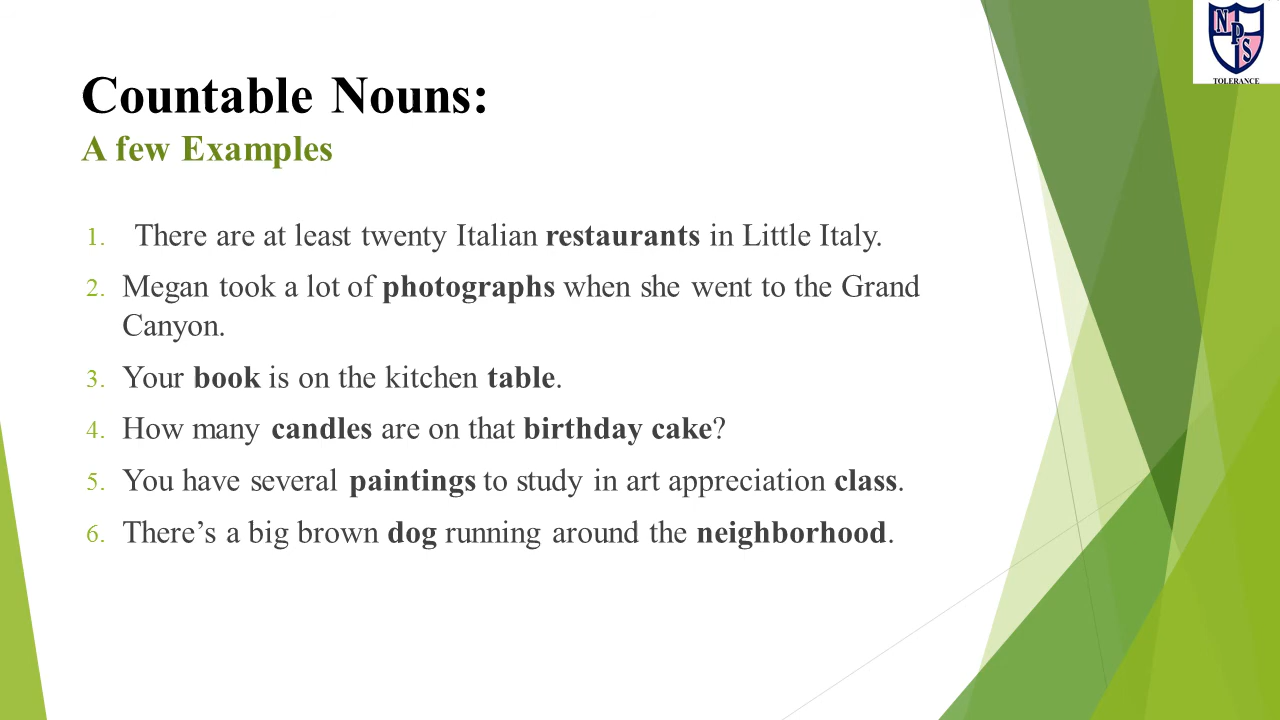 NPS
TOLERANCE
Countable Nouns:
A few Examples
1. There are at least twenty Italian restaurants in Little Italy.
2. Megan took a lot of photographs when she went to the Grand
Canyon.
3. Your book is on the kitchen table.
4. How many candles are on that birthday cake?
5. You have several paintings to study in art appreciation class.
6. There’s a big brown dog running around the neighborhood.